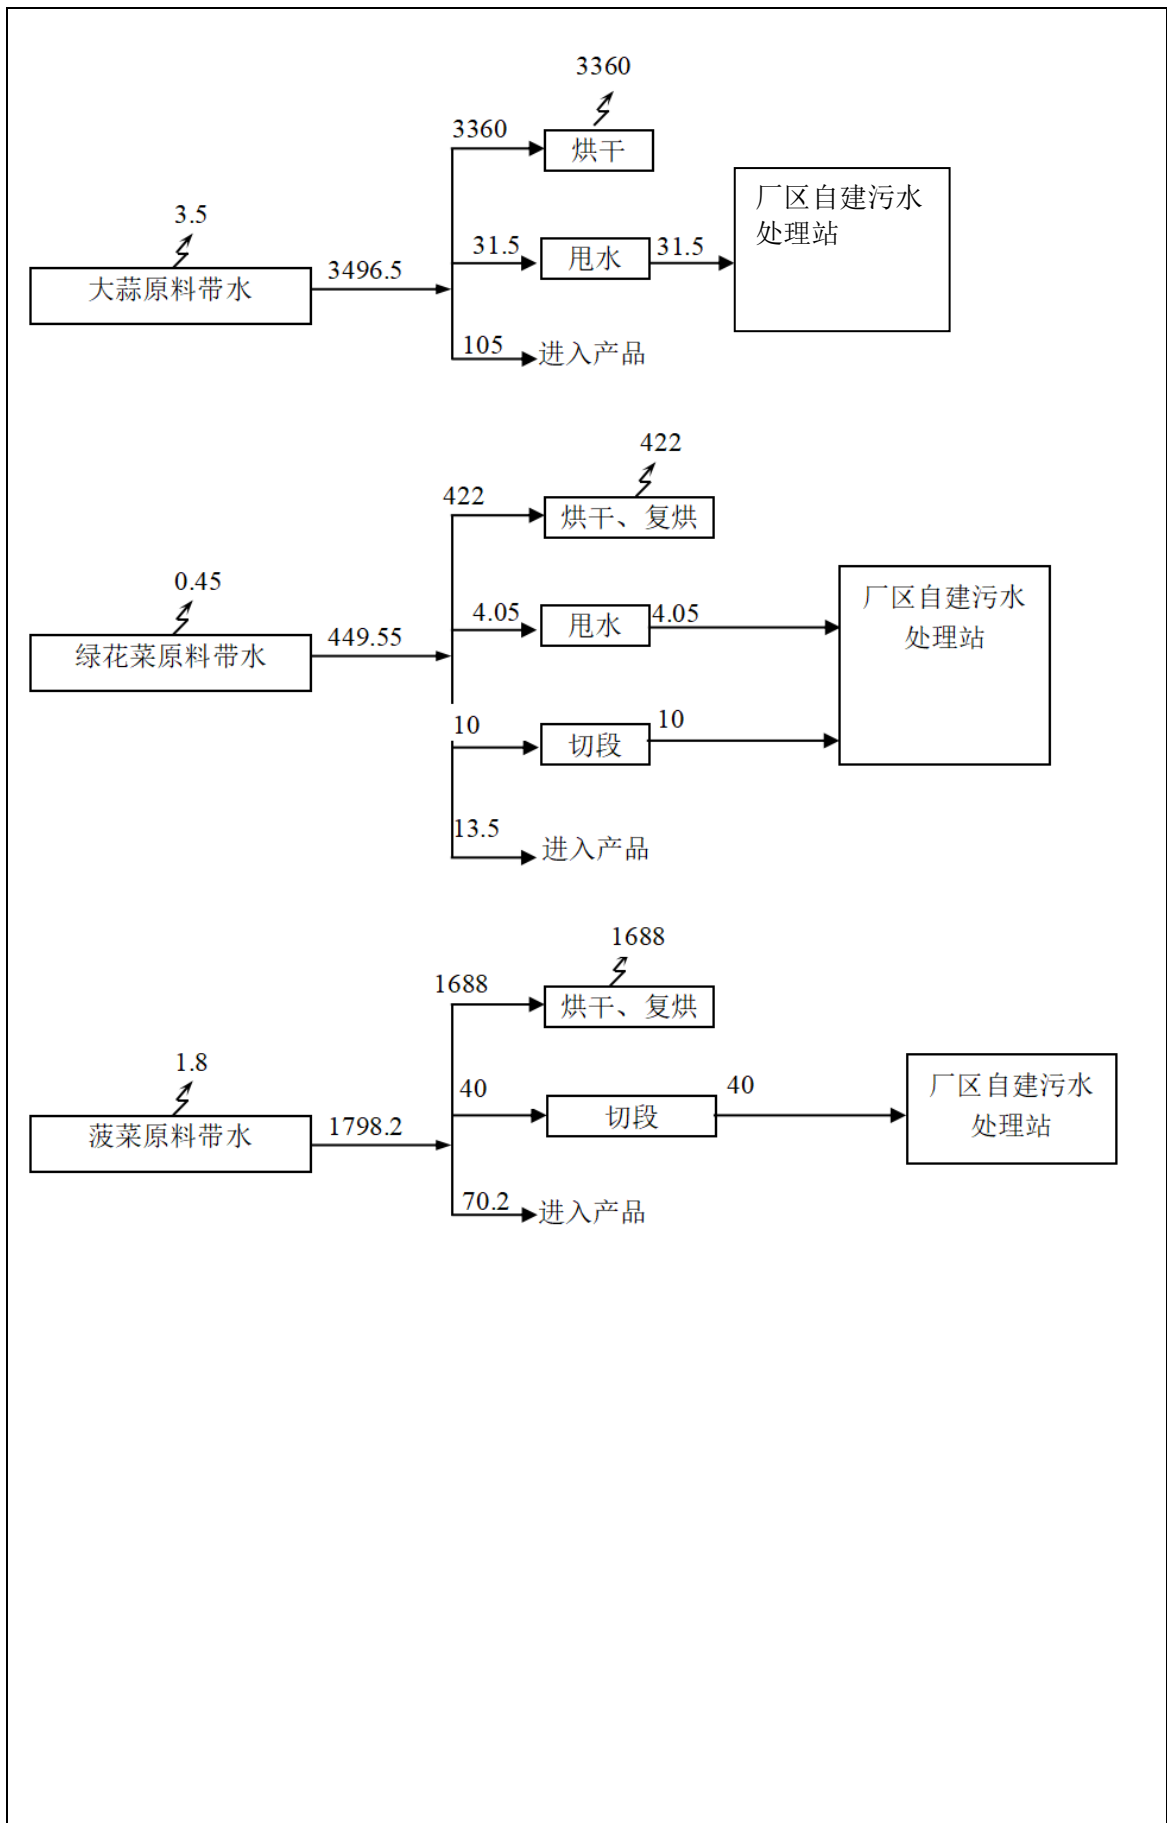 3360
3360
烘干
厂区自建污水
处理站
3.5
31.5
甩水
31.5
大蒜原料带水
3496.5
105
进入产品
422
422
烘干、复烘
0.45
4.05
甩水
4.05
厂区自建污水
处理站
绿花菜原料带水
449.55
10
切段
10
13.5
进入产品
1688
1688
烘干、复烘
1.8
40
切段
40
厂区自建污水
处理站
菠菜原料带水
1798.2
70.2
进入产品